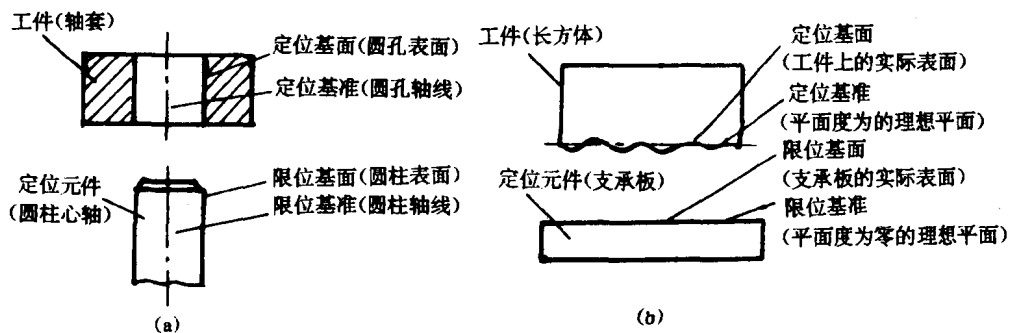 工件(轴套)
定位基面(圆孔表面)
定位基准(圆孔轴线)
定位元件
(圆柱心轴)
限位基面(圆柱表面)
限位基准(圆柱轴线)
(a)
工件(长方体)
定位基面
(工件上的实际表面)
定位基准
(平面度为的理想平面)
限位基面
定位元件(支承板)
(支承板的实际表面)
限位基准
(平面度为零的理想平面)
(b)